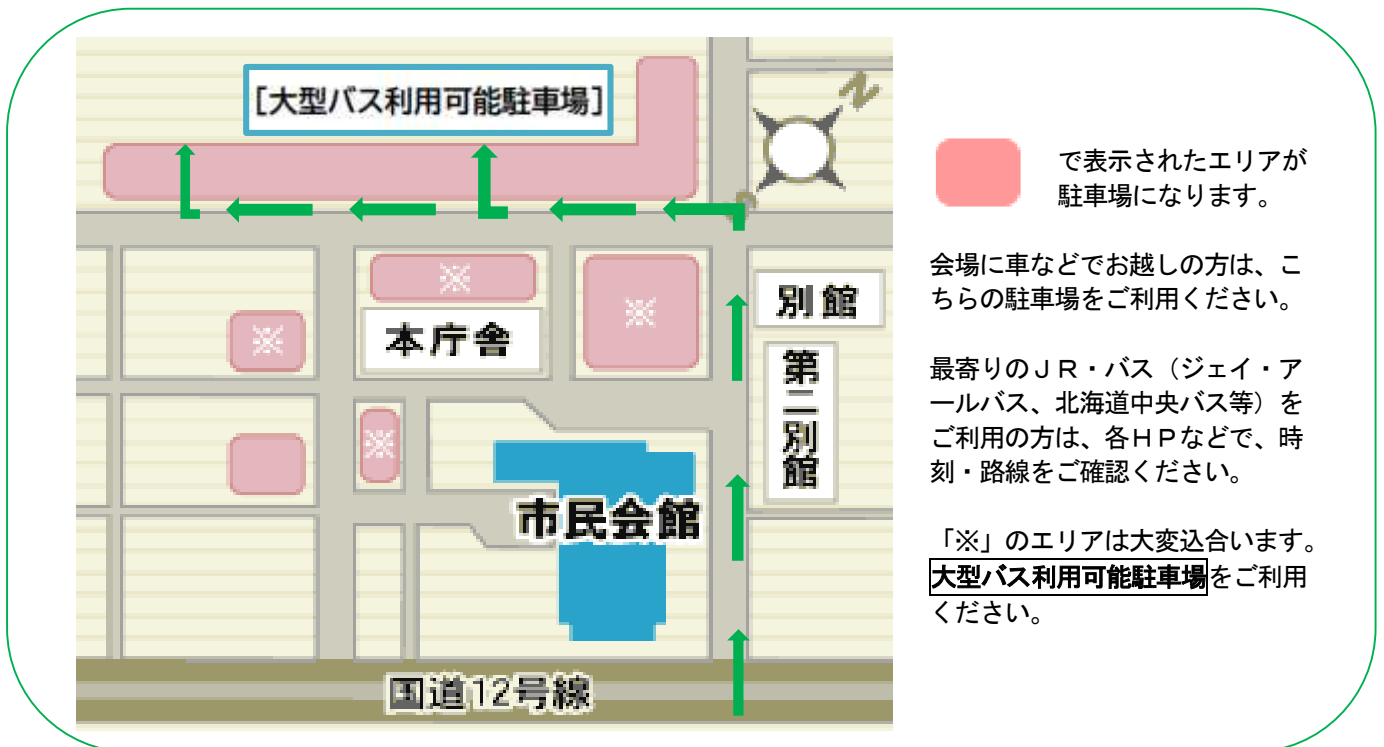 [大型バス利用可能駐車場]
N
※
※
※
※
本庁舎
別館
第二別館
市民会館
国道12号線
で表示されたエリアが
駐車場になります。
会場に車などでお越しの方は、こ
ちらの駐車場をご利用ください。
最寄りのJR・バス(ジェイ・ア
ールバス、北海道中央バス等)を
ご利用の方は、各HPなどで、時
刻・路線をご確認ください。
「※」のエリアは大変込合います。
大型バス利用可能駐車場をご利用
ください。